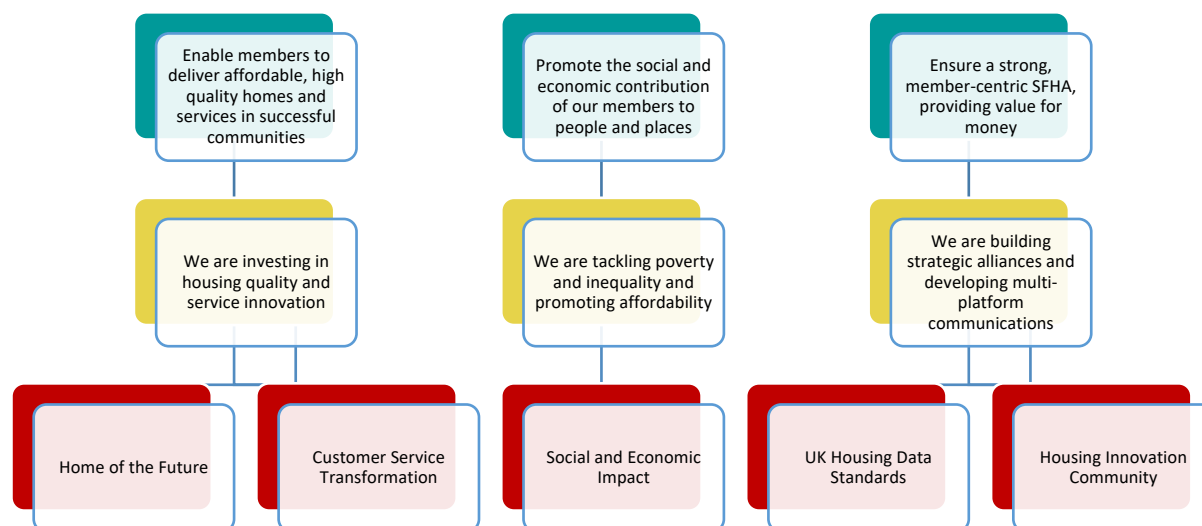 Enable members to
deliver affordable, high
quality homes and
services in successful
communities
Promote the social and
economic contribution
of our members to
people and places
Ensure a strong,
member-centric SFHA,
providing value for
money
We are investing in
housing quality and
service innovation
We are tackling poverty
and inequality and
promoting affordability
We are building
strategic alliances and
developing multi-
platform
communications
Home of the Future
Customer Service
Transformation
Social and Economic
Impact
UK Housing Data
Standards
Housing Innovation
Community